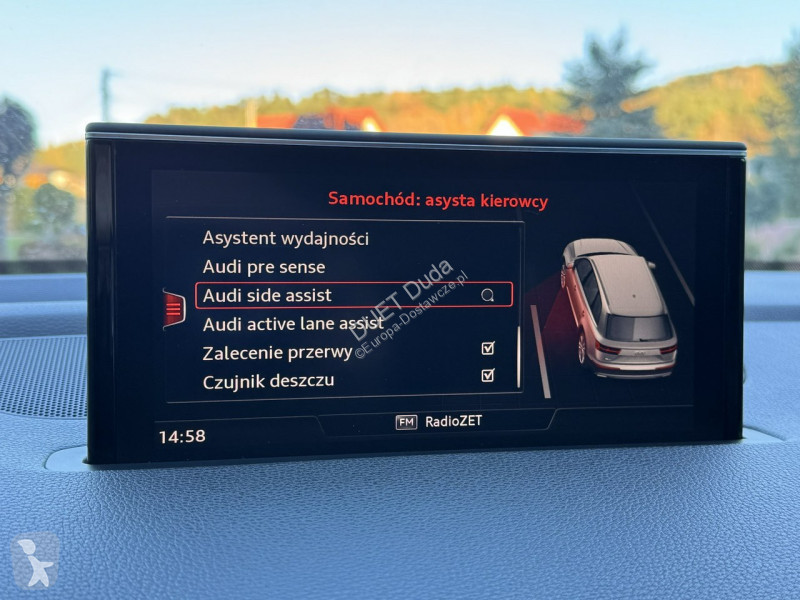 Samochód: asysta kierowcy
Asystent wydajności
Audi pre sense
Audi side assist
Audi active lane assist
Zalecenie przerwy
Czujnik deszczu
14:58
FM RadioZET
DUET Duda
©Europa-Dostawcze.pl